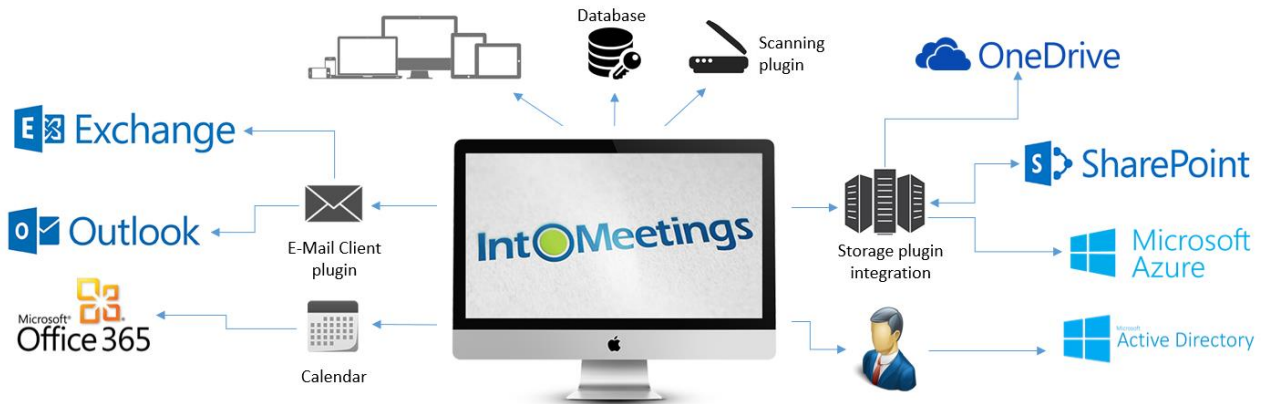 Database
Scanning
plugin
OneDrive
E Exchange
S SharePoint
IntoMeetings
O Outlook
E-Mail Client
plugin
Storage plugin
integration
Microsoft
Azure
Microsoft®
Office 365
Calendar
Microsoft
Active Directory